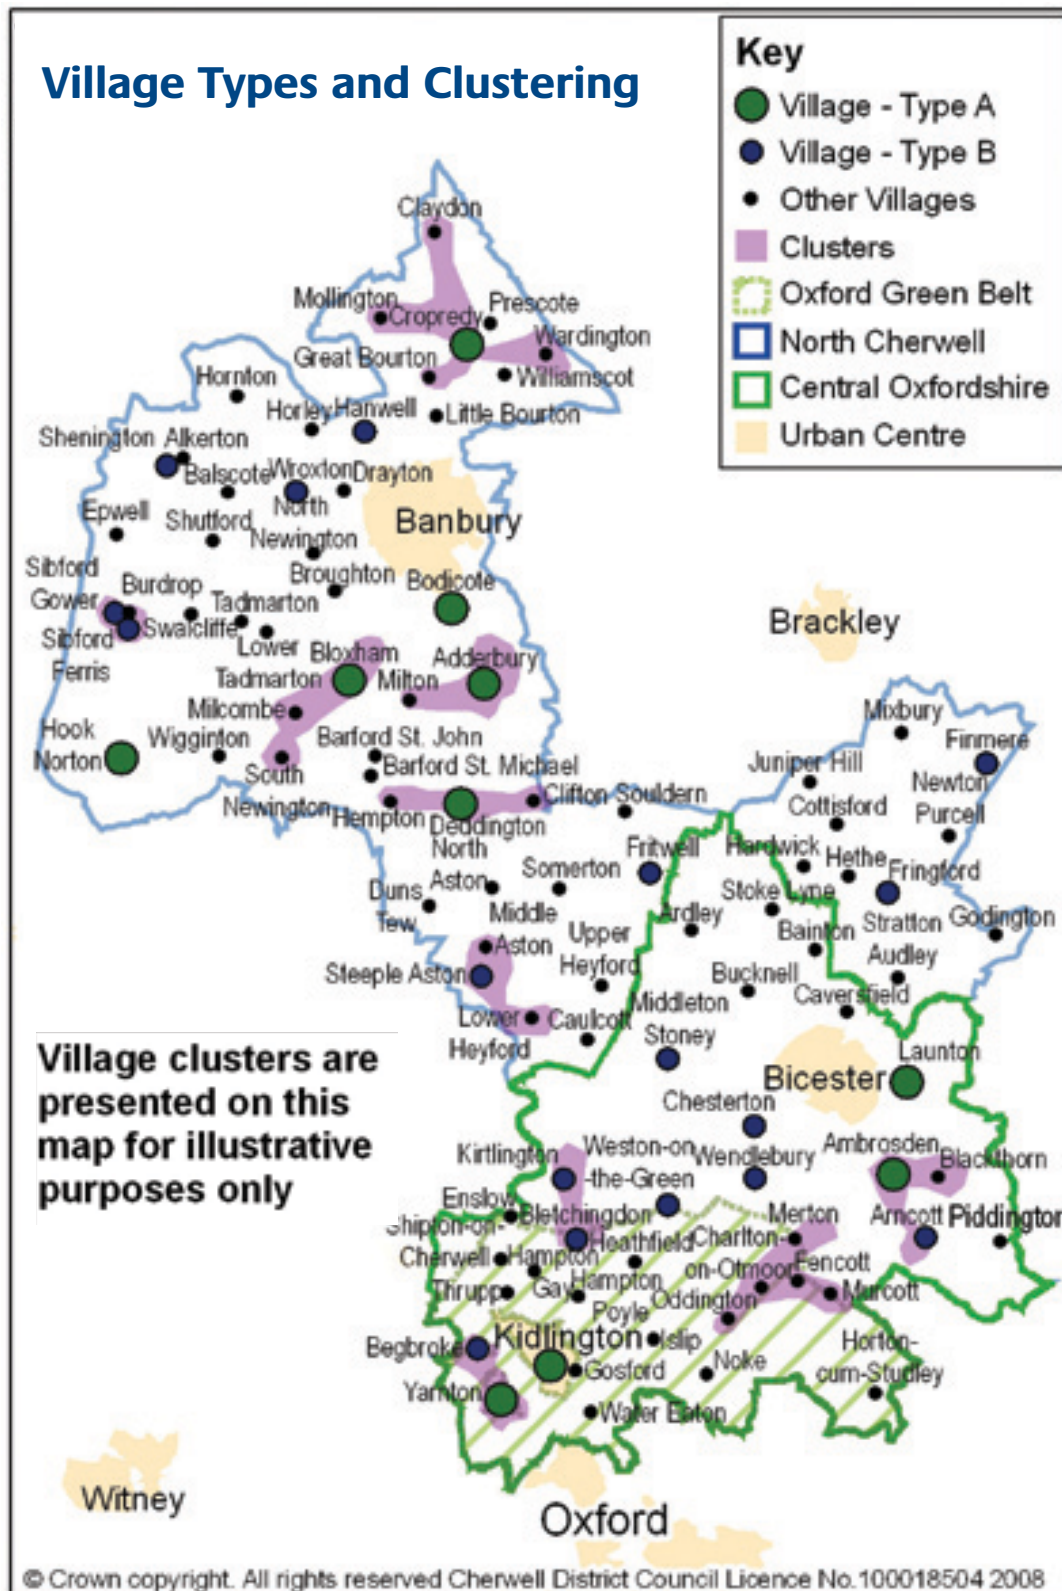 Village Types and Clustering
Key
Village - Type A
Village - Type B
Other Villages
Clusters
Oxford Green Belt
North Cherwell
Central Oxfordshire
Urban Centre
Claydon
Mollington
Cropredy
Prescote
Wardington
Great Bourton
Williamscot
Hornton
Horley
Hanwell
Little Bourton
Shenington
Alkerton
Balscote
Wroxton
Drayton
Epwell
Shutford
North
Newington
Banbury
Broughton
Bodicote
Sibford
Gower
Burdrop
Tadmarton
Sibford
Ferris
Swalcliffe
Lower
Tadmarton
Bloxham
Adderbury
Milton
Milcombe
Brackley
Hook
Norton
Wigginton
Barford St. John
Barford St. Michael
South
Newington
Hempton
Deddington
Clifton
Souldern
Mixbury
Finmere
Juniper Hill
Newton
Purcell
Cottisford
North
Aston
Somerton
Fritwell
Hardwick
Hethe
Fringford
Duns
Tew
Middle
Aston
Upper
Heyford
Ardley
Stoke Lyne
Bainton
Stratton
Audley
Godington
Steeple Aston
Bucknell
Caversfield
Lower
Heyford
Caulcott
Middleton
Stoney
Launton
Bicester
Village clusters are
presented on this
map for illustrative
purposes only
Chesterton
Kirtlington
Weston-on
-the-Green
Wendlebury
Ambrosden
Blackthorn
Enslow
Bletchingdon
Merton
Arncott
Piddington
Shipton-on-
Cherwell
Hampton
Gay
Heathfield
Charlton-
on-Otmoor
Fencott
Thrupp
Hampton
Poyle
Oddington
Murcott
Begbroke
Kidlington
Islip
Horton-
cum-Studley
Gosford
Noke
Yarnton
Water Eaton
Witney
Oxford
© Crown copyright. All rights reserved Cherwell District Council Licence No.100018504 2008